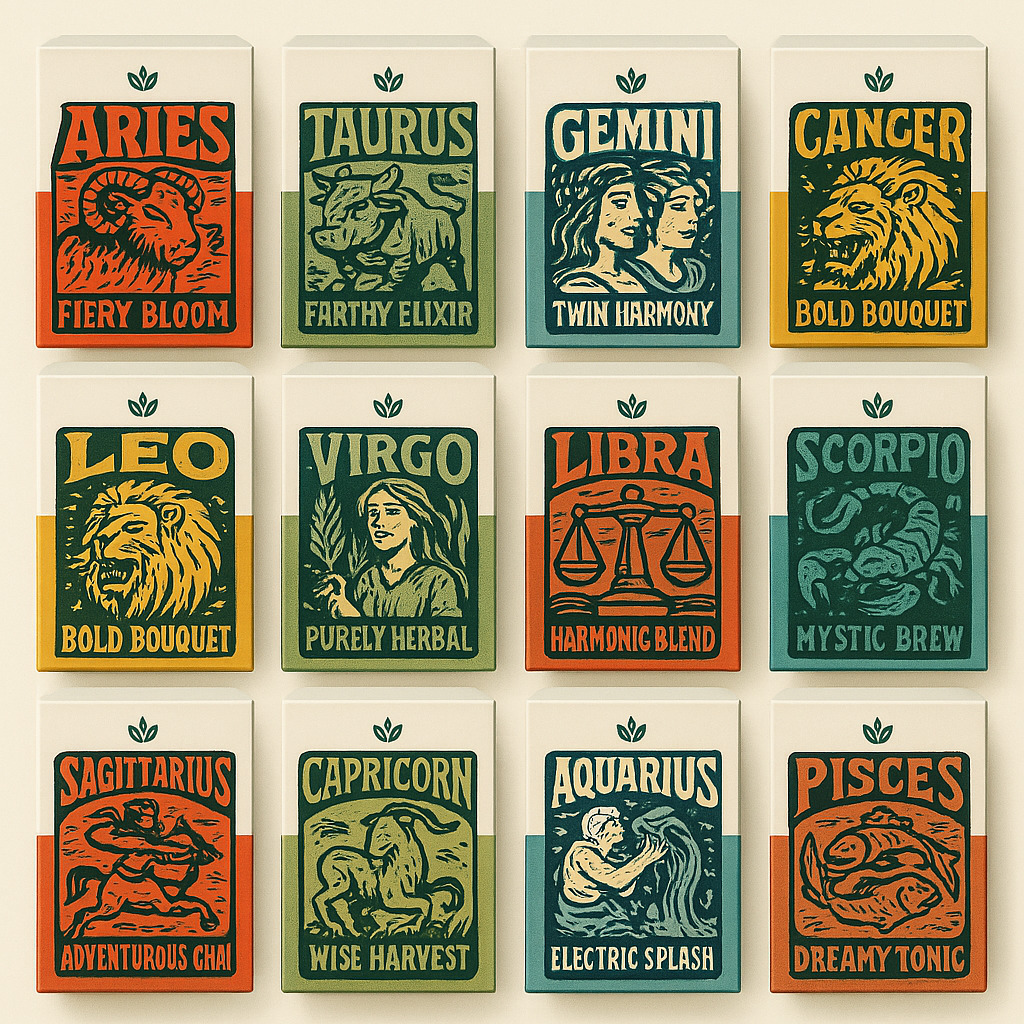 ARIES
FIERY BLOOM
TAURUS
FARTHY ELIXIR
GEMINI
TWIN HARMONY
CANCER
BOLD BOUQUET
LEO
BOLD BOUQUET
VIRGO
PURELY HERBAL
LIBRA
HARMONIC BLEND
SCORPIO
MYSTIC BREW
SAGITTARIUS
ADVENTUROUS CHAI
CAPRICORN
WISE HARVEST
AQUARIUS
ELECTRIC SPLASH
PISCES
DREAMY TONIC